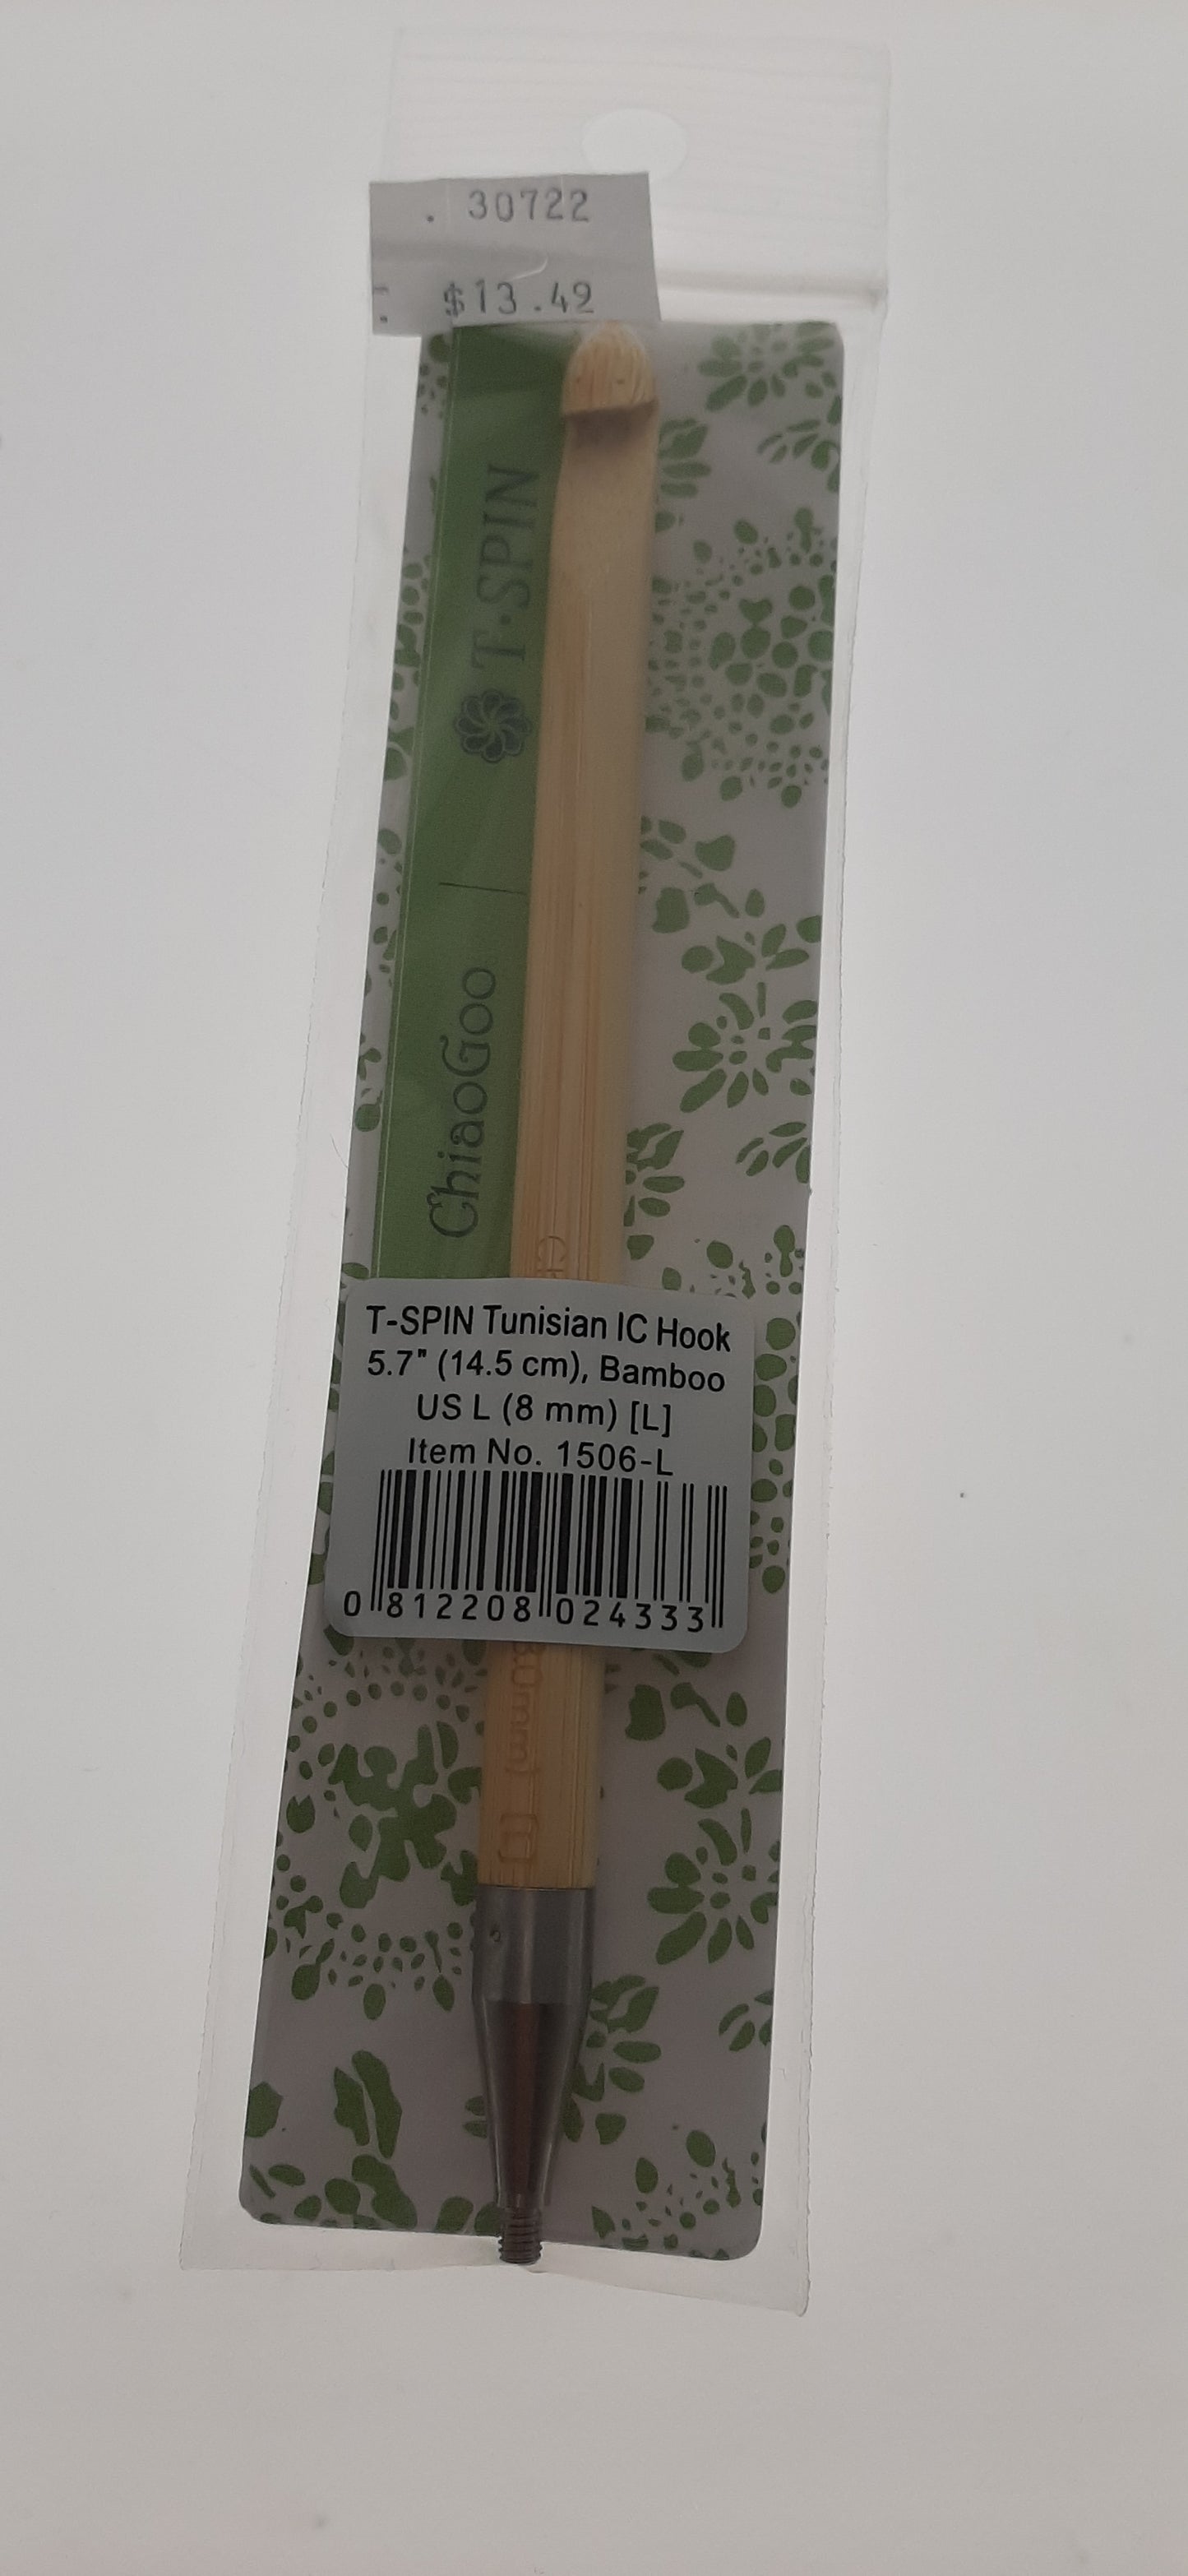 . 30722
$13.42
ChiaoGoo | T·SPIN
T-SPIN Tunisian IC Hook
5.7" (14.5 cm), Bamboo
US L (8 mm) [L]
Item No. 1506-L
0 812208 024333